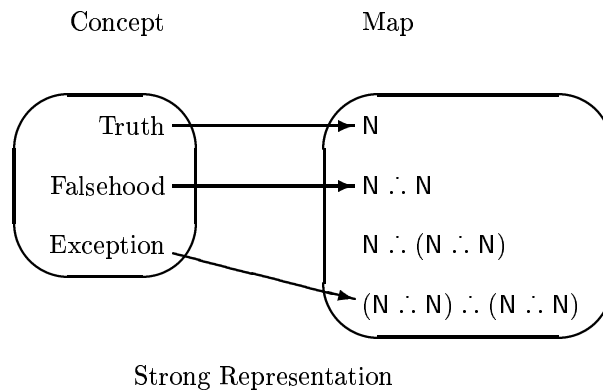 Concept Map
Truth N
Falsehood N ∴ N
Exception N ∴ (N ∴ N)
(N ∴ N) ∴ (N ∴ N)
Strong Representation